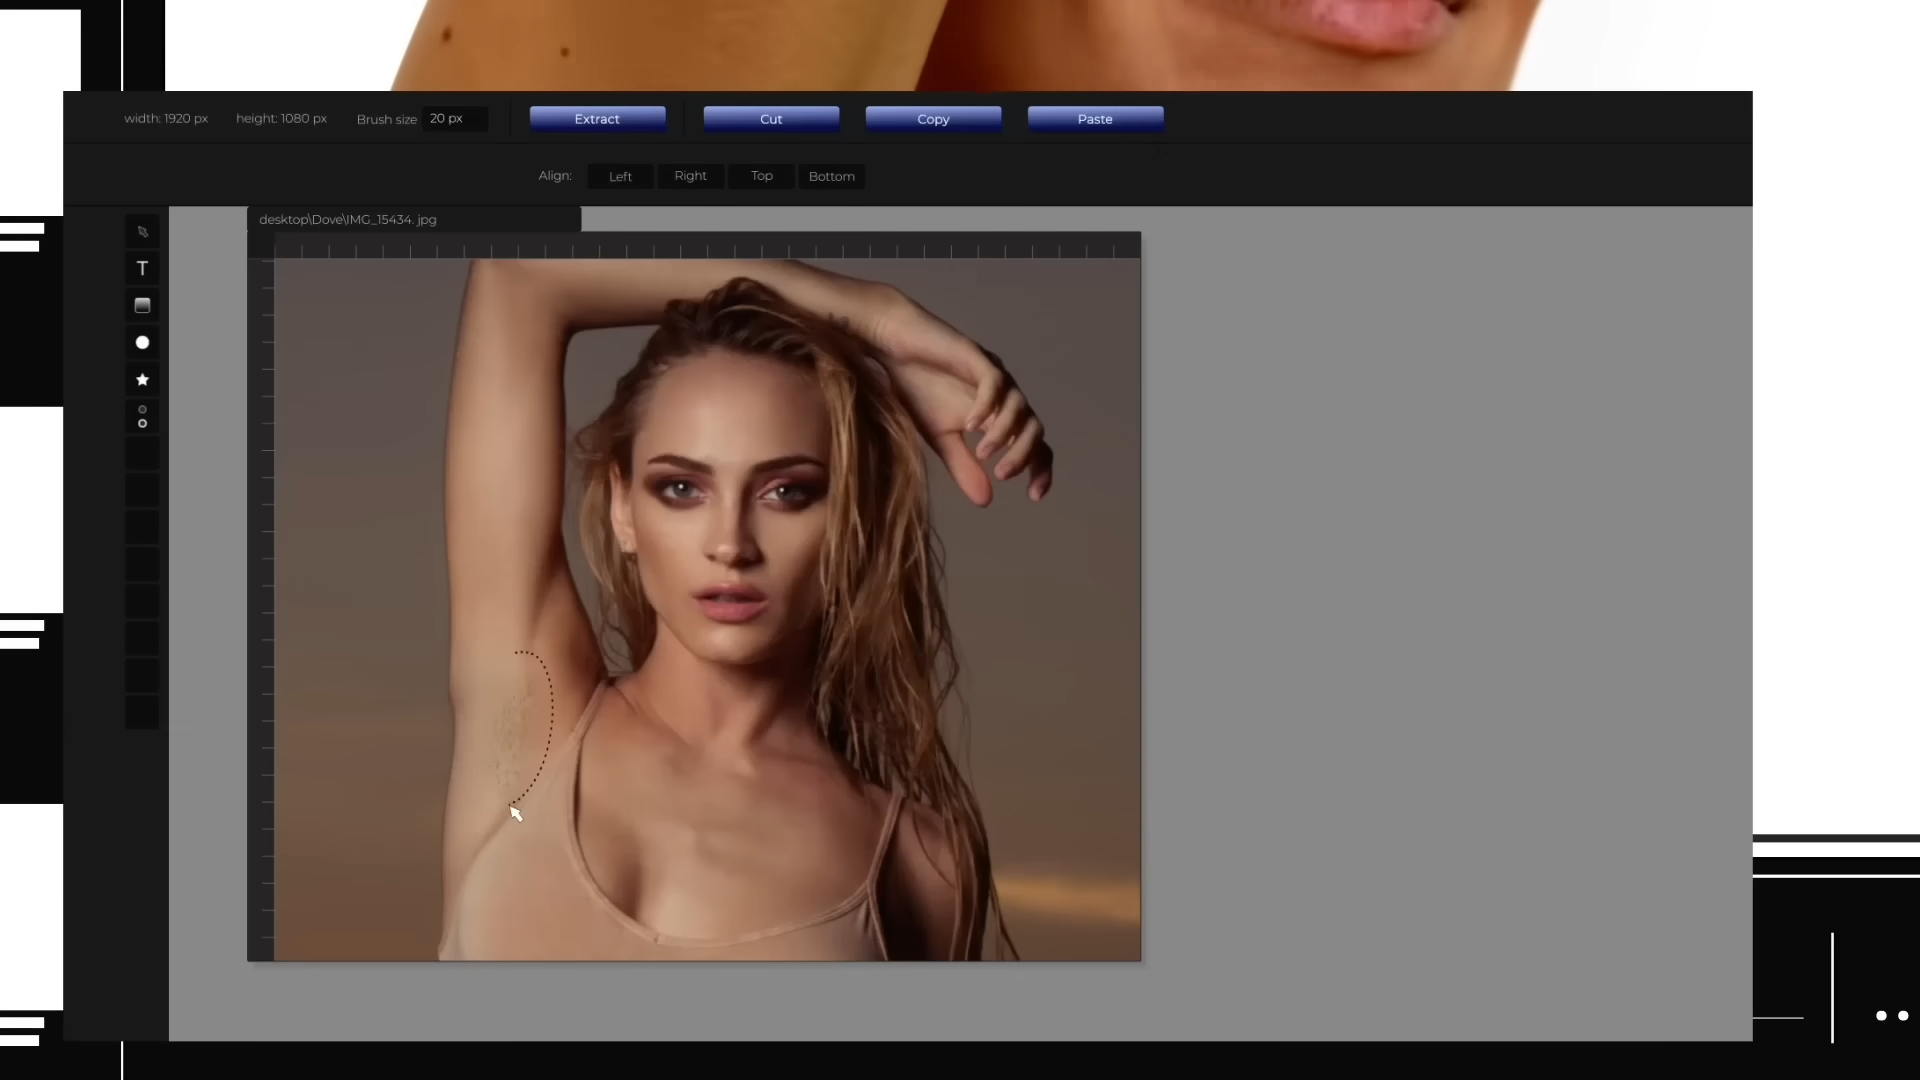 width: 1920 px height: 1080 px Brush size 20 px Extract Cut Copy Paste
Align: Left Right Top Bottom
desktop\Dove\IMG_15434. jpg
T